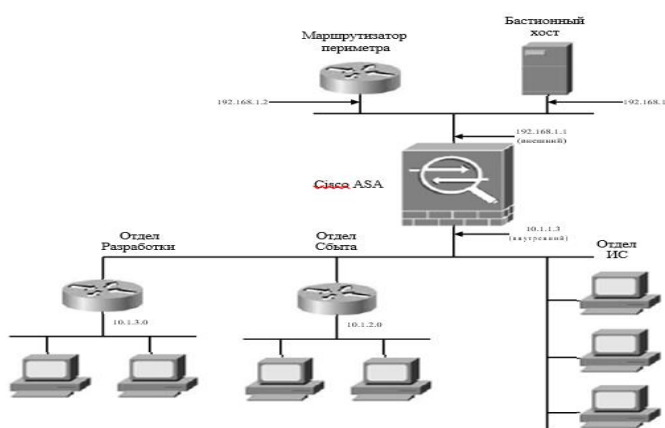 Бастионный
хост
Маршрутизатор
периметра
192.168.1.2
192.168.1
192.168.1.1
(внешний)
Cisco ASA
10.1.1.3
(внутренний)
Отдел
Разработки
Отдел
Сбыта
Отдел
ИС
10.1.3.0
10.1.2.0